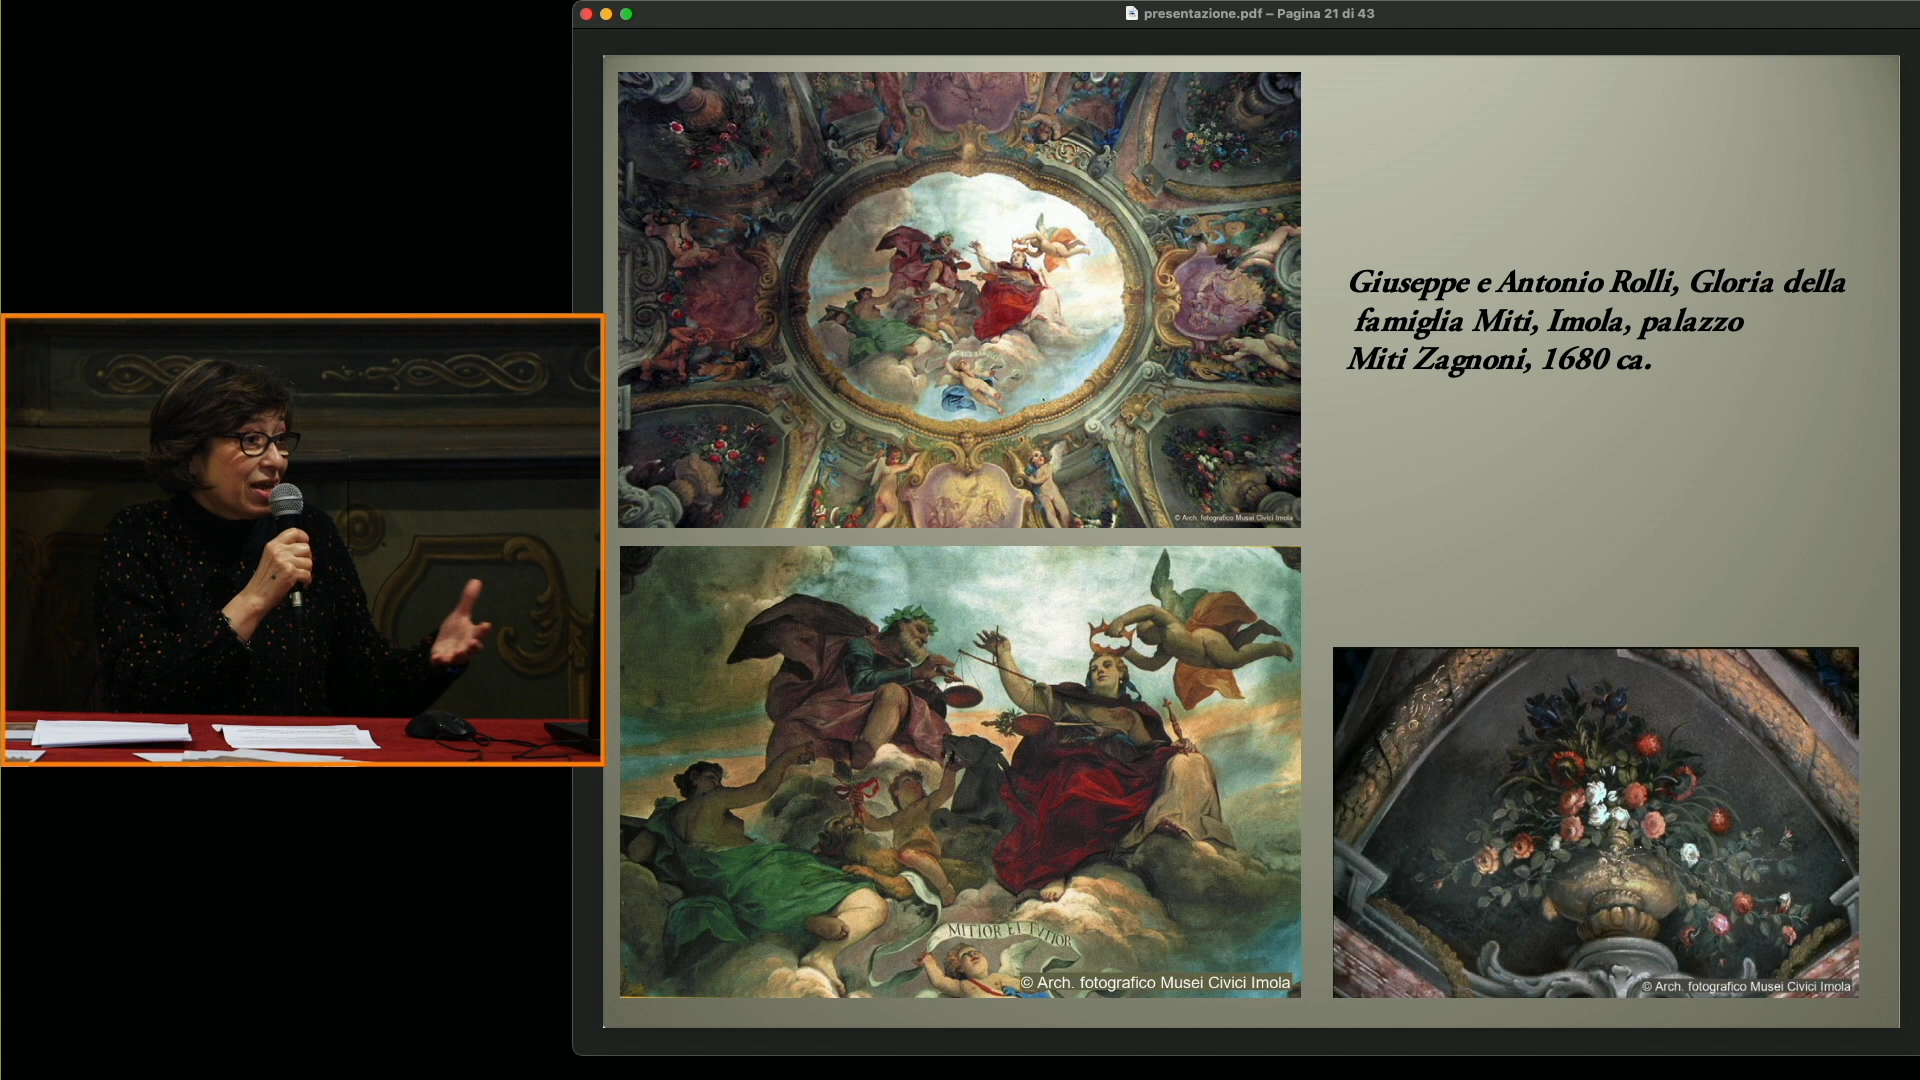 presentazione.pdf – Pagina 21 di 43
© Arch. fotografico Musei Civici Imola
Giuseppe e Antonio Rolli, Gloria della
famiglia Miti, Imola, palazzo
Miti Zagnoni, 1680 ca.
MITIOR ET TVTIOR
© Arch. fotografico Musei Civici Imola
© Arch. fotografico Musei Civici Imola